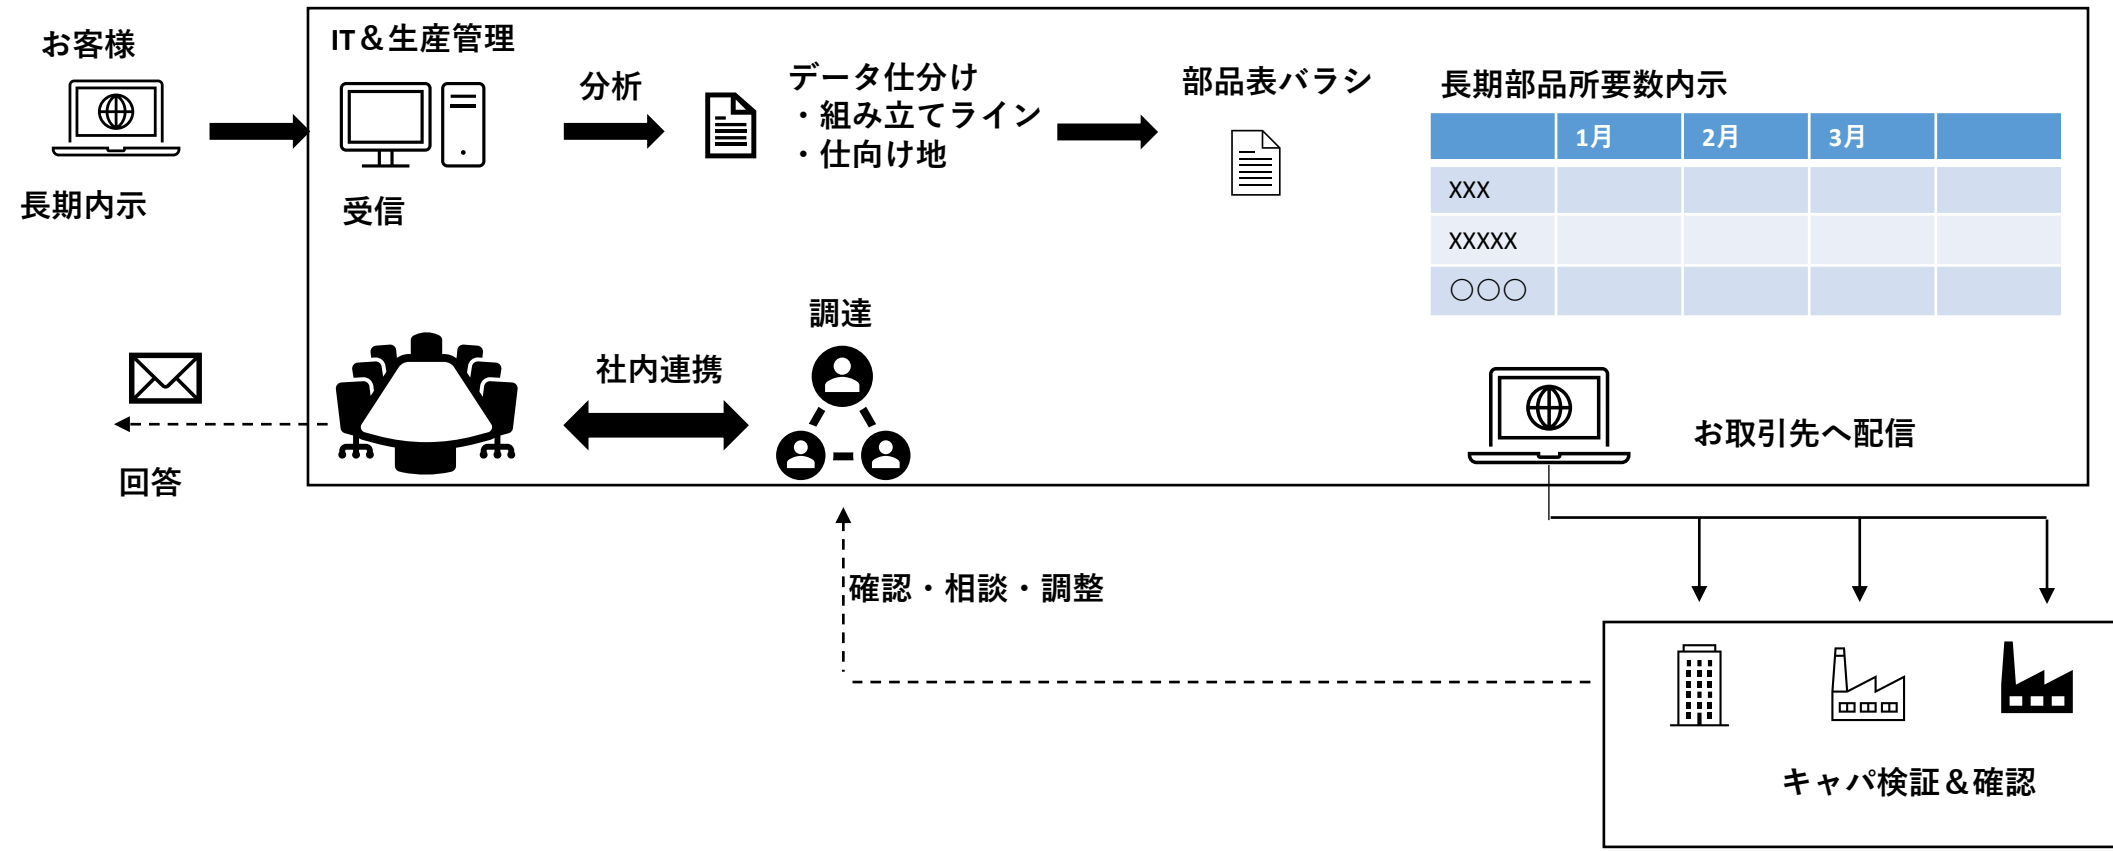 お客様
長期内示
IT＆生産管理
受信
分析
データ仕分け
・組み立てライン
・仕向け地
部品表バラシ
長期部品所要数内示
1月 2月 3月
XXX
XXXXX
〇〇〇
調達
社内連携
回答
お取引先へ配信
確認・相談・調整
キャパ検証＆確認